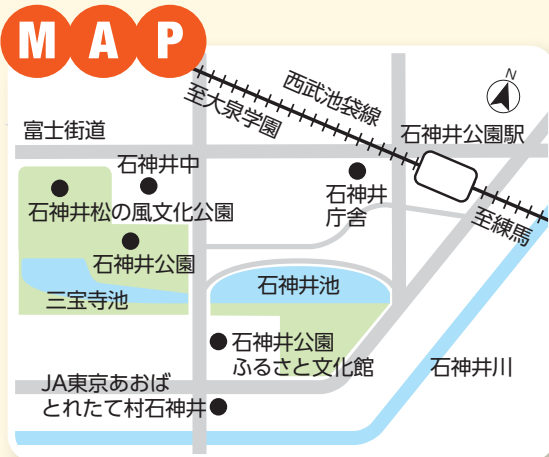 MAP
N
西武池袋線
至大泉学園
富士街道
石神井公園駅
石神井中
石神井
庁舎
石神井松の風文化公園
至練馬
石神井公園
石神井池
三宝寺池
石神井公園
ふるさと文化館
石神井川
JA東京あおば
とれたて村石神井